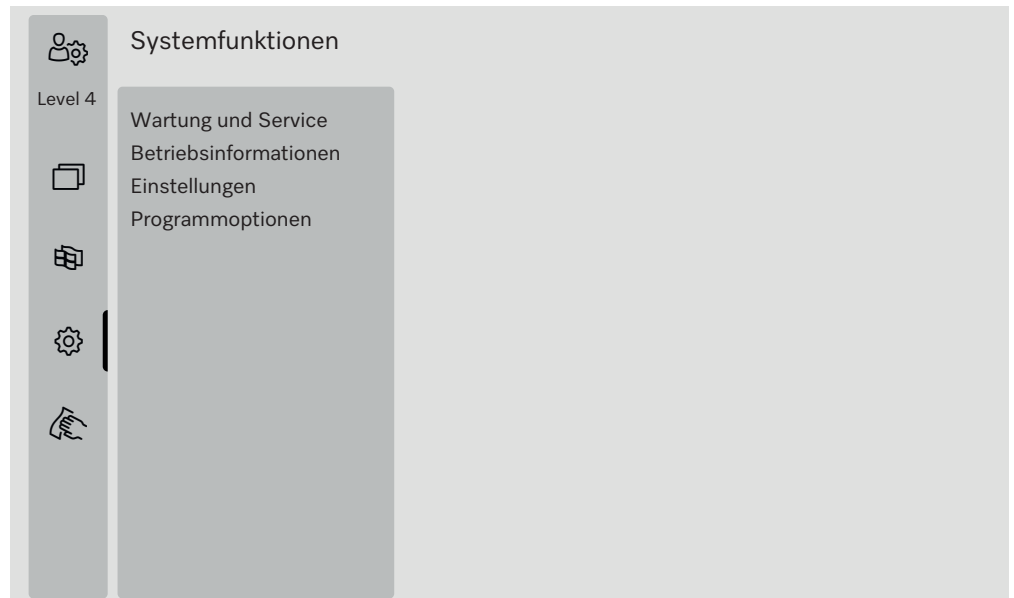 Systemfunktionen
Level 4
Wartung und Service
Betriebsinformationen
Einstellungen
Programmoptionen